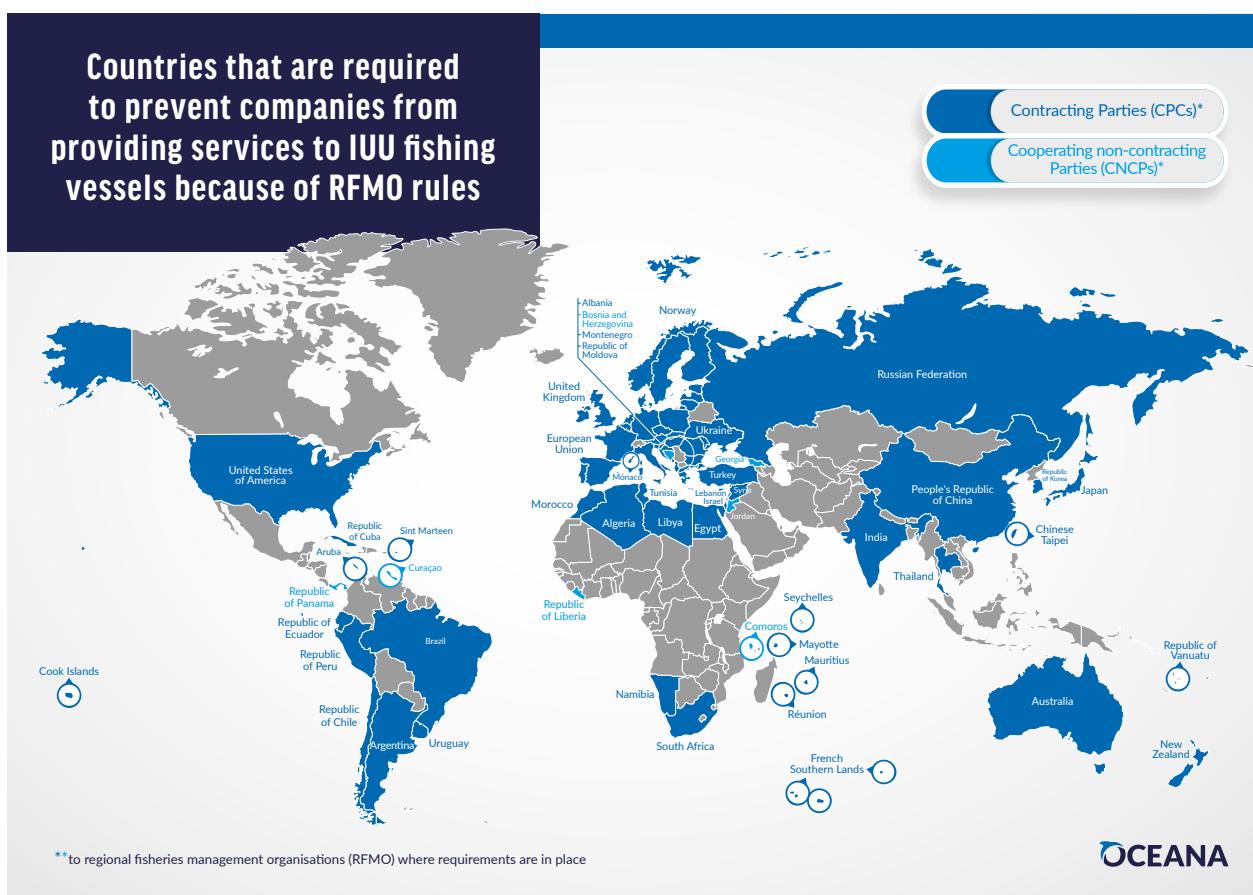 Countries that are required
to prevent companies from
providing services to IUU fishing
vessels because of RFMO rules
Contracting Parties (CPCs)*
Cooperating non-contracting
Parties (CNCPs)*
Albania
Bosnia and
Herzegovina
Montenegro
Republic of
Moldova
Norway
Russian Federation
United
Kingdom
Ukraine
European
Union
Georgia
Mónaco
Turkey
United States
of America
Tunisia
Lebanon
Israel
Syria
Jordan
Republic
of Korea
People's Republic
of China
Japan
Morocco
Algeria
Libya
Egypt
India
Chinese
Taipei
Thailand
Republic
of Cuba
Sint Marteen
Aruba
Curaçao
Republic
of Panama
Republic
of Liberia
Seychelles
Comoros
Mayotte
Mauritius
Réunion
Republic of
Ecuador
Brazil
Republic
of Peru
Cook Islands
Republic of
Vanuatu
Namibia
Australia
Republic
of Chile
Argentina
Uruguay
South Africa
New
Zealand
French
Southern Lands
**to regional fisheries management organisations (RFMO) where requirements are in place
OCEANA